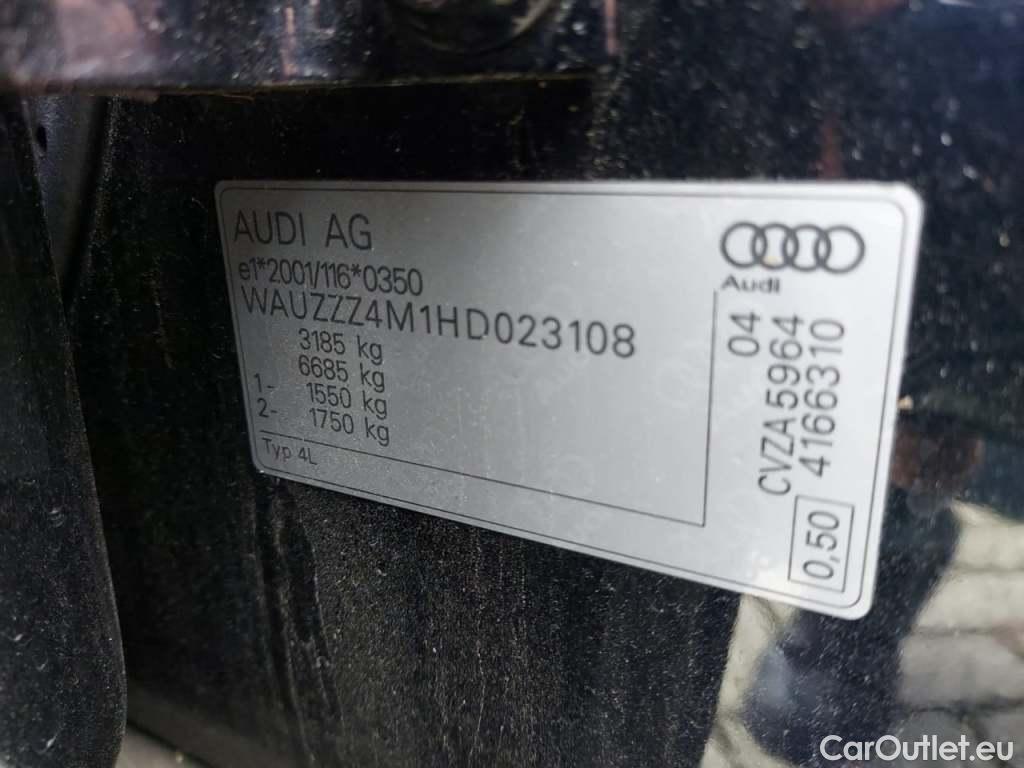 AUDI AG
e1*2001/116*0350
WAUZZZ4M1HD023108
3185 kg
6685 kg
1- 1550 kg
2- 1750 kg
Typ 4L
Audi
04
CVZA5964
41666310
0,50
CarOutlet.eu